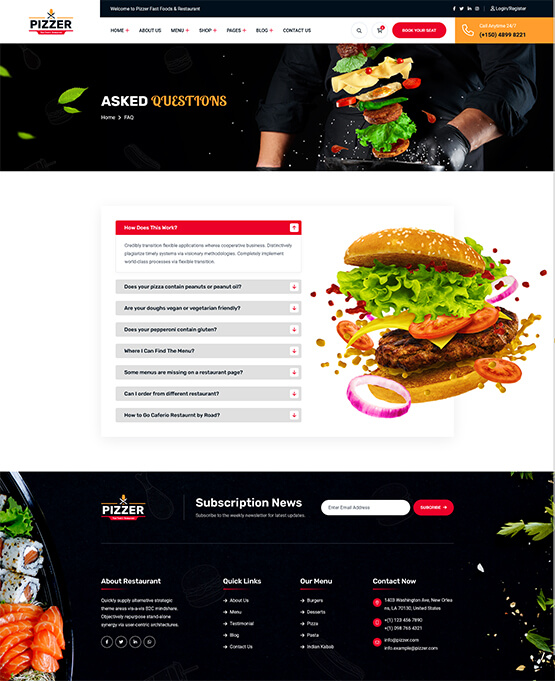 PIZZER
Welcome to Pizzer Fast Foods & Restaurant
Login/Register
HOME +
ABOUT US
MENU +
SHOP +
PAGES +
BLOG +
CONTACT US
BOOK YOUR SEAT
Call Anytime 24/7
(+150) 4899 8221
ASKED QUESTIONS
Home > FAQ
How Does This Work?
Credibly transition flexible applications whereas cooperative business. Distinctively
plagiarize timely systems via visionary methodologies. Completely implement
world-class processes via flexible transition.
Does your pizza contain peanuts or peanut oil?
Are your doughs vegan or vegetarian friendly?
Does your pepperoni contain gluten?
Where I Can Find The Menu?
Some menus are missing on a restaurant page?
Can I order from different restaurant?
How to Go Caferio Restaurnt by Road?
PIZZER
Subscription News
Subscribe to the weekly newsletter for latest updates.
Enter Email Address
SUBCRIBE
About Restaurant
Quickly supply alternative strategic
theme areas vis-a-vis B2C mindshare.
Objectively repurpose stand-alone
synergy via user-centric architectures.
Quick Links
About Us
Menu
Testimonial
Blog
Contact Us
Our Menu
Burgers
Desserts
Pizza
Pasta
Indian Kabab
Contact Now
1403 Washington Ave, New Orlea
ns, LA 70130, United States
+(1) 123 456 7890
+(1) 098 765 4321
info@pizzer.com
info.example@pizzer.com